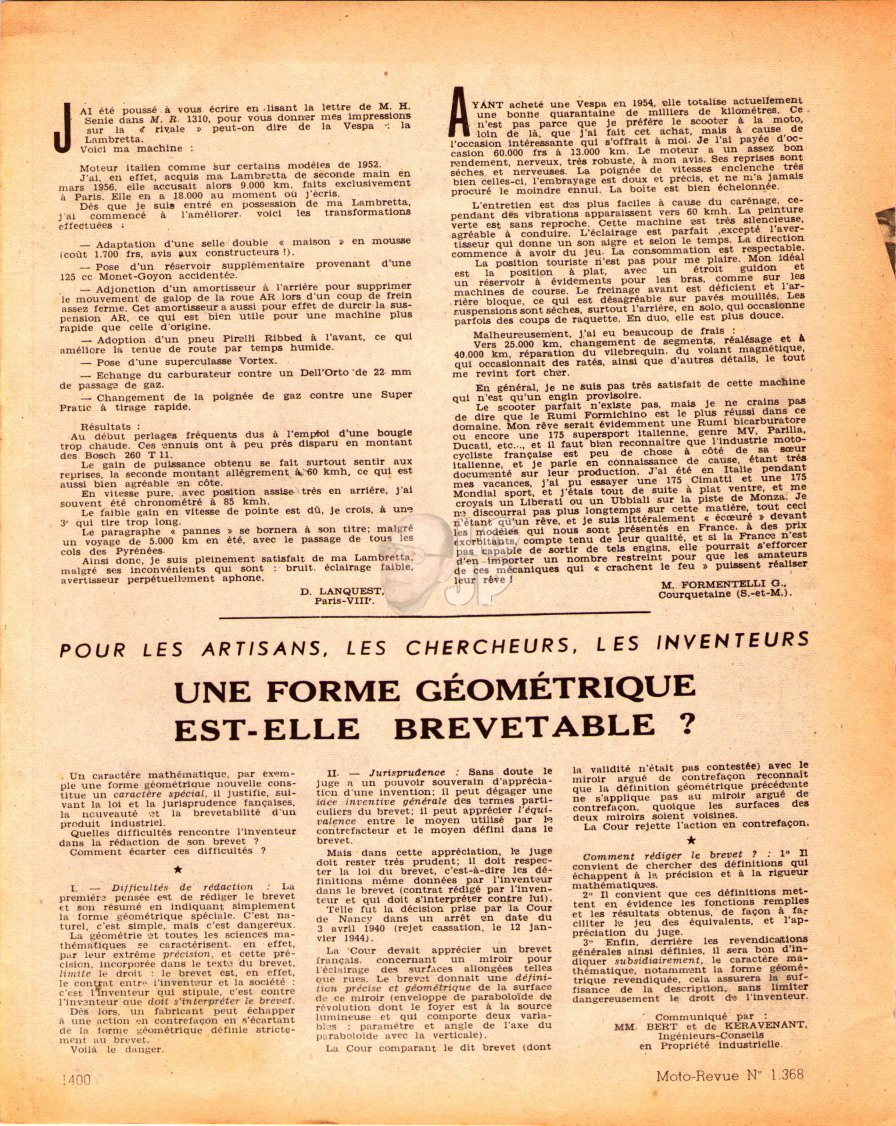 J'AI été poussé à vous écrire en lisant la lettre de M. H.
Senie dans M. R. 1310, pour vous donner mes impressions
sur la « rivale » peut-on dire de la Vespa : la
Lambretta.
Voici ma machine :
Moteur italien comme sur certains modèles de 1952.
J'ai, en effet, acquis ma Lambretta de seconde main en
mars 1956, elle accusait alors 9.000 km. faits exclusivement
à Paris. Elle en a 18.000 au moment où j'écris.
Dès que je suis entré en possession de ma Lambretta,
j'ai commencé à l'améliorer, voici les transformations
effectuées :
— Adaptation d'une selle double « maison » en mousse
(coût 1.700 frs, avis aux constructeurs !).
— Pose d'un réservoir supplémentaire provenant d'une
125 cc Monet-Goyon accidentée.
— Adjonction d'un amortisseur à l'arrière pour supprimer
le mouvement de galop de la roue AR lors d'un coup de frein
assez ferme. Cet amortisseur a aussi pour effet de durcir la sus-
pension AR, ce qui est bien utile pour une machine plus
rapide que celle d'origine.
— Adoption d'un pneu Pirelli Ribbed à l'avant, ce qui
améliore la tenue de route par temps humide.
— Pose d'une superculasse Vortex.
— Echange du carburateur contre un Dell'Orto de 22 mm
de passage de gaz.
— Changement de la poignée de gaz contre une Super
Pratic à tirage rapide.
Résultats :
Au début perlages fréquents dus à l'emploi d'une bougie
trop chaude. Ces ennuis ont à peu près disparu en montant
des Bosch 260 T 11.
Le gain de puissance obtenu se fait surtout sentir aux
reprises, la seconde montant allègrement à 60 kmh, ce qui est
aussi bien agréable en côte.
En vitesse pure, avec position assise très en arrière, j'ai
souvent été chronométré à 85 kmh.
Le faible gain en vitesse de pointe est dû, je crois, à une
3e qui tire trop long.
Le paragraphe « pannes » se bornera à son titre; malgré
un voyage de 5.000 km en été, avec le passage de tous les
cols des Pyrénées.
Ainsi donc, je suis pleinement satisfait de ma Lambretta,
malgré ses inconvénients qui sont : bruit, éclairage faible,
avertisseur perpétuellement aphone.
D. LANQUEST,
Paris-VIIIe.
AYANT acheté une Vespa en 1954, elle totalise actuellement
une bonne quarantaine de milliers de kilomètres. Ce
n'est pas parce que je préfère le scooter à la moto,
loin de là, que j'ai fait cet achat, mais à cause de
l'occasion intéressante qui s'offrait à moi. Je l'ai payée d'oc-
casion 60.000 frs à 13.000 km. Le moteur a un assez bon
rendement, nerveux, très robuste, à mon avis. Ses reprises sont
sèches et nerveuses. La poignée de vitesses enclenche très
bien celles-ci, l'embrayage est doux et précis, et ne m'a jamais
procuré le moindre ennui. La boite est bien échelonnée.
L'entretien est des plus faciles à cause du carénage, ce-
pendant des vibrations apparaissent vers 60 kmh. La peinture
verte est sans reproche. Cette machine est très silencieuse,
agréable à conduire. L'éclairage est parfait ,excepté l'aver-
tisseur qui donne un son aigre et selon le temps. La direction
commence à avoir du jeu. La consommation est respectable.
La position touriste n'est pas pour me plaire. Mon idéal
est la position à plat, avec un étroit guidon et
un réservoir à évidements pour les bras, comme sur les
machines de course. Le freinage avant est déficient et l'ar-
rière bloque, ce qui est désagréable sur pavés mouillés. Les
suspensions sont sèches, surtout l'arrière, en solo, qui occasionne
parfois des coups de raquette. En duo, elle est plus douce.
Malheureusement, j'ai eu beaucoup de frais :
Vers 25.000 km, changement de segments, réalésage et à
40.000 km, réparation du vilebrequin, du volant magnétique,
qui occasionnait des ratés, ainsi que d'autres détails, le tout
me revint fort cher.
En général, je ne suis pas très satisfait de cette machine
qui n'est qu'un engin provisoire.
Le scooter parfait n'existe pas, mais je ne crains pas
de dire que le Rumi Formichino est le plus réussi dans ce
domaine. Mon rêve serait évidemment une Rumi bicarburatore
ou encore une 175 supersport italienne, genre MV, Parilla,
Ducati, etc..., et il faut bien reconnaître que l'industrie moto-
cycliste française est peu de chose à côté de sa sœur
italienne, et je parle en connaissance de cause, étant très
documenté sur leur production. J'ai été en Italie pendant
mes vacances, j'ai pu essayer une 175 Cimatti et une 175
Mondial sport, et j'étais tout de suite à plat ventre, et me
croyais un Liberati ou un Ubbiali sur la piste de Monza. Je
ne discourrai pas plus longtemps sur cette matière, tout ceci
n'étant qu'un rêve, et je suis littéralement « écœuré » devant
les modèles qui nous sont présentés en France, à des prix
exorbitants, compte tenu de leur qualité, et si la France n'est
pas capable de sortir de tels engins, elle pourrait s'efforcer
d'en importer un nombre restreint pour que les amateurs
de ces mécaniques qui « crachent le feu » puissent réaliser
leur rêve !
M. FORMENTELLI G.,
Courquetaine (S.-et-M.).
JP
POUR LES ARTISANS, LES CHERCHEURS, LES INVENTEURS
UNE FORME GÉOMÉTRIQUE
EST-ELLE BREVETABLE ?
Un caractère mathématique, par exem-
ple une forme géométrique nouvelle cons-
titue un caractère spécial, il justifie, sui-
vant la loi et la jurisprudence fançaises,
la nouveauté et la brevetabilité d'un
produit industriel.
Quelles difficultés rencontre l'inventeur
dans la rédaction de son brevet ?
Comment écarter ces difficultés ?
★
I. — Difficultés de rédaction : La
première pensée est de rédiger le brevet
et son résumé en indiquant simplement
la forme géométrique spéciale. C'est na-
turel, c'est simple, mais c'est dangereux.
La géométrie et toutes les sciences ma-
thématiques se caractérisent, en effet,
par leur extrême précision, et cette pré-
cision, incorporée dans le texte du brevet,
limite le droit : le brevet est, en effet,
le contrat entre l'inventeur et la société :
c'est l'inventeur qui stipule, c'est contre
l'inventeur que doit s'interpréter le brevet.
Dès lors, un fabricant peut échapper
à une action en contrefaçon en s'écartant
de la forme géométrique définie stricte-
ment au brevet.
Voilà le danger.
II. — Jurisprudence : Sans doute le
juge a un pouvoir souverain d'apprécia-
tion d'une invention; il peut dégager une
idée inventive générale des termes parti-
culiers du brevet; il peut apprécier l'équi-
valence entre le moyen utilisé par le
contrefacteur et le moyen défini dans le
brevet.
Mais dans cette appréciation, le juge
doit rester très prudent; il doit respec-
ter la loi du brevet, c'est-à-dire les dé-
finitions même données par l'inventeur
dans le brevet (contrat rédigé par l'inven-
teur et qui doit s'interpréter contre lui).
Telle fut la décision prise par la Cour
de Nancy dans un arrêt en date du
3 avril 1940 (rejet cassation, le 12 jan-
vier 1944).
La Cour devait apprécier un brevet
français, concernant un miroir pour
l'éclairage des surfaces allongées telles
que rues. Le brevet donnait une défini-
tion précise et géométrique de la surface
de ce miroir (enveloppe de paraboloïde de
révolution dont le foyer est à la source
lumineuse et qui comporte deux varia-
bles : paramètre et angle de l'axe du
paraboloïde avec la verticale).
La Cour comparant le dit brevet (dont
la validité n'était pas contestée) avec le
miroir argué de contrefaçon reconnaît
que la définition géométrique précédente
ne s'applique pas au miroir argué de
contrefaçon, quoique les surfaces des
deux miroirs soient voisines.
La Cour rejette l'action en contrefaçon.
★
Comment rédiger le brevet ? : 1° Il
convient de chercher des définitions qui
échappent à la précision et à la rigueur
mathématiques.
2° Il convient que ces définitions met-
tent en évidence les fonctions remplies
et les résultats obtenus, de façon à fa-
ciliter le jeu des équivalents, et l'ap-
préciation du juge.
3° Enfin, derrière les revendications
générales ainsi définies, il sera bon d'in-
diquer subsidiairement, le caractère ma-
thématique, notamment la forme géomé-
trique revendiquée, cela assurera la suf-
fisance de la description, sans limiter
dangereusement le droit de l'inventeur.
Communiqué par :
MM. BERT et de KERAVENANT,
Ingénieurs-Conseils
en Propriété industrielle.
1400
Moto-Revue N° 1.368